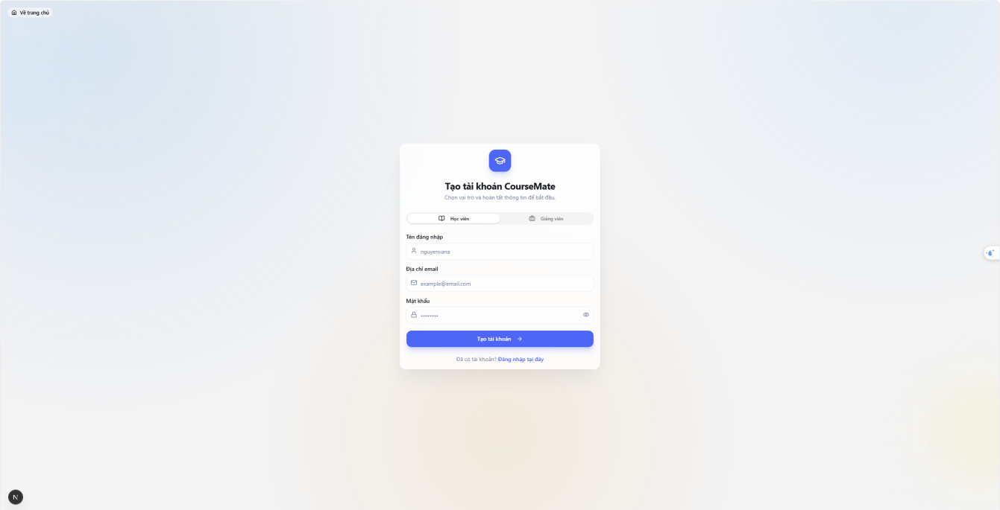 Về trang chủ
Tạo tài khoản CourseMate
Chọn vai trò và hoàn tất thông tin để bắt đầu.
Học viên
Giảng viên
Tên đăng nhập
nguyenvana
Địa chỉ email
example@email.com
Mật khẩu
••••••••
Tạo tài khoản →
Đã có tài khoản? Đăng nhập tại đây
N